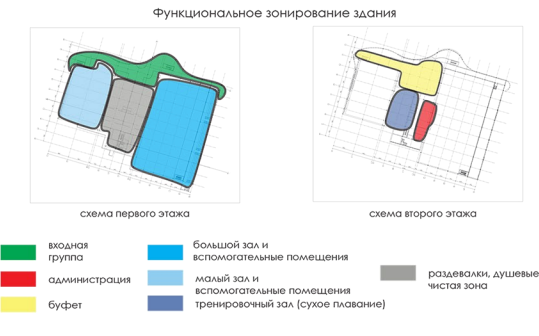 Функциональное зонирование здания
схема первого этажа
схема второго этажа
входная
группа
администрация
буфет
большой зал и
вспомогательные помещения
малый зал и
вспомогательные помещения
тренировочный зал (сухое плавание)
раздевалки, душевые
чистая зона